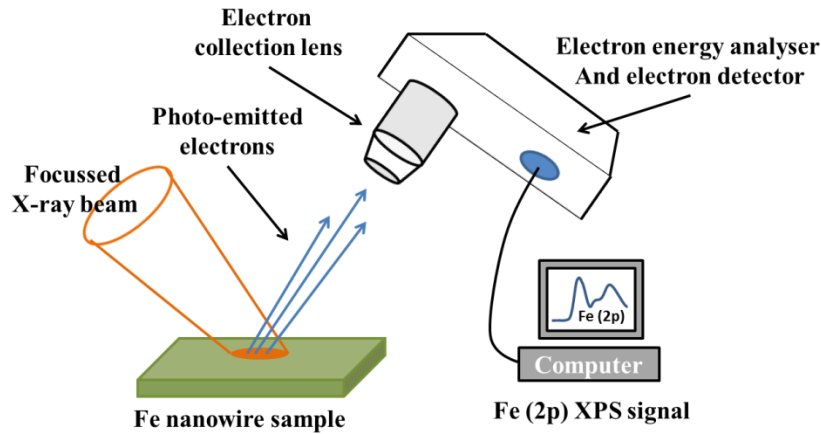 Electron
collection lens
Electron energy analyser
And electron detector
Photo-emitted
electrons
Focussed
X-ray beam
Fe (2p)
Computer
Fe nanowire sample
Fe (2p) XPS signal